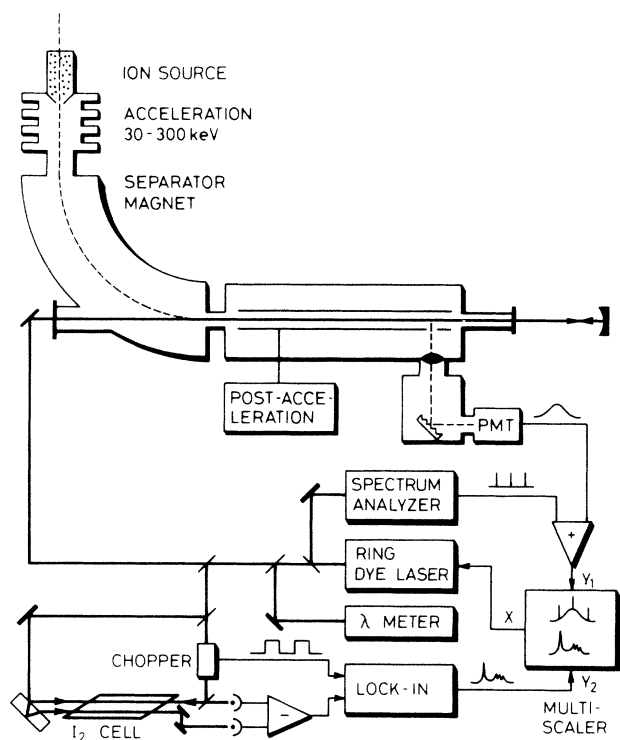 ION SOURCE
ACCELERATION
30-300 keV
SEPARATOR
MAGNET
POST-ACCE-
LERATION
PMT
SPECTRUM
ANALYZER
+
RING
DYE LASER
X
Y1
λ METER
CHOPPER
LOCK-IN
Y2
I2 CELL
−
MULTI-
SCALER